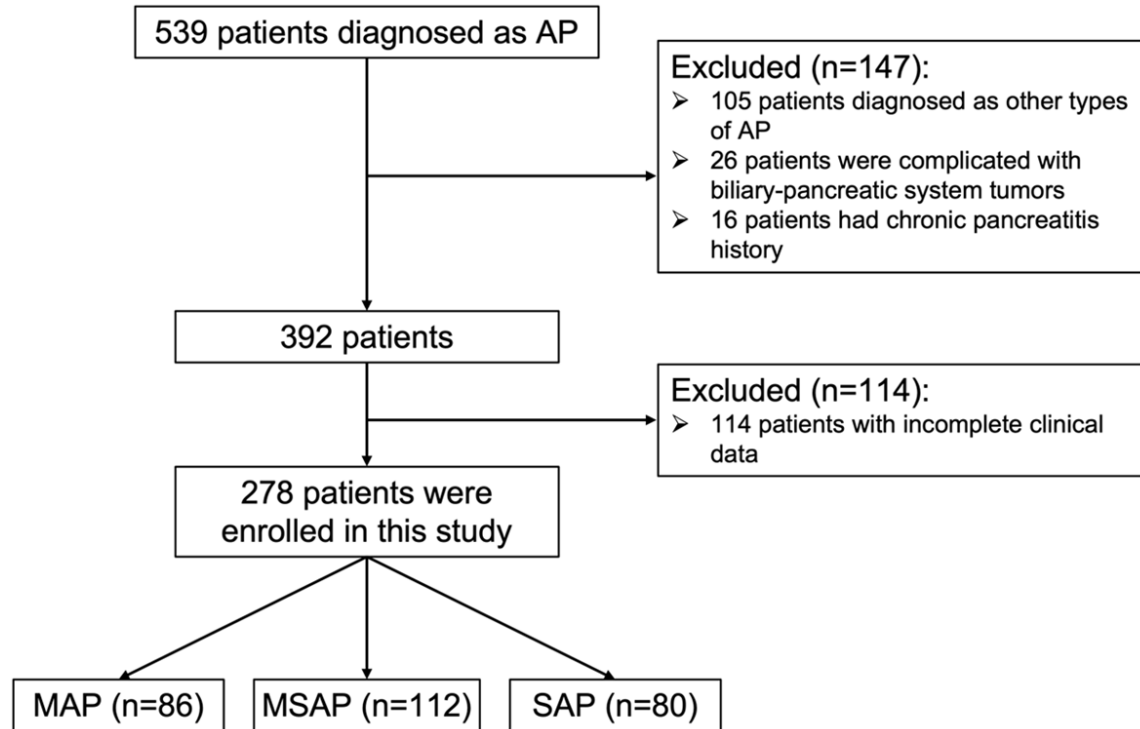 539 patients diagnosed as AP
Excluded (n=147):
➢ 105 patients diagnosed as other types
of AP
➢ 26 patients were complicated with
biliary-pancreatic system tumors
➢ 16 patients had chronic pancreatitis
history
392 patients
Excluded (n=114):
➢ 114 patients with incomplete clinical
data
278 patients were
enrolled in this study
MAP (n=86)
MSAP (n=112)
SAP (n=80)